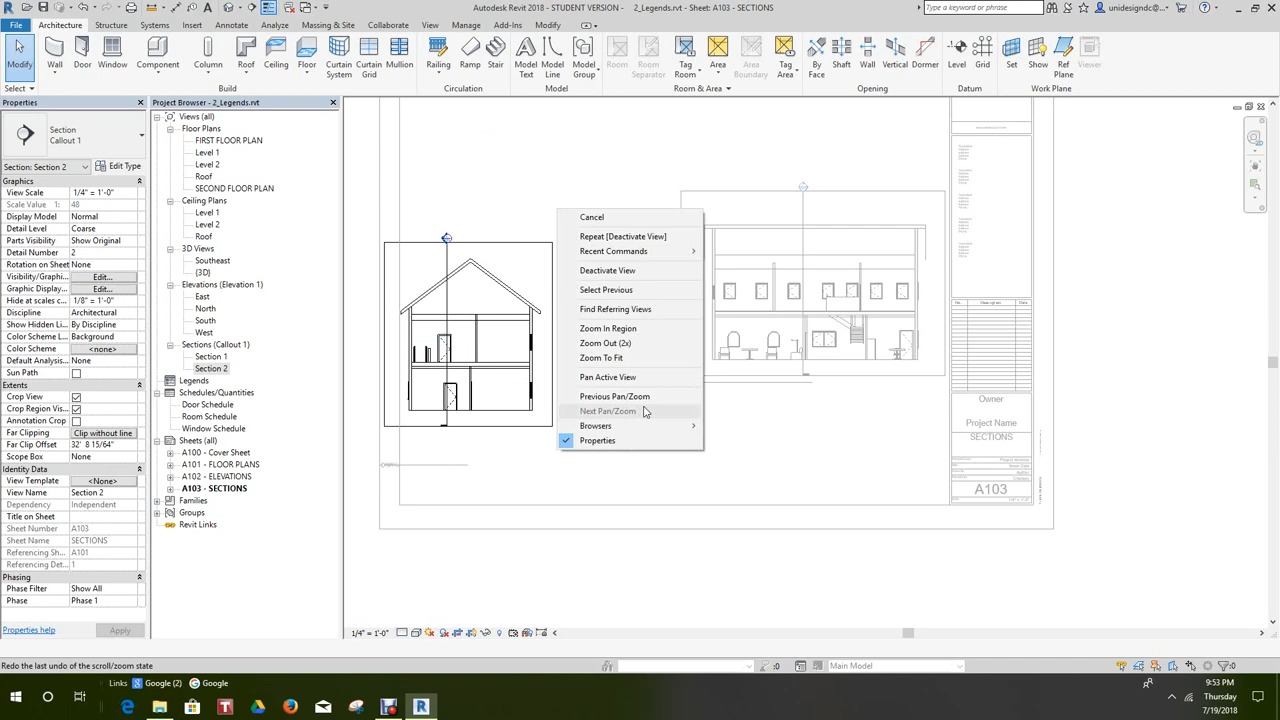 Autodesk Revit 2018 - STUDENT VERSION - 2_Legends.rvt - Sheet: A103 - SECTIONS
Type a keyword or phrase
unidesigndc@...
File Architecture Structure Systems Insert Annotate Analyze Massing & Site Collaborate View Manage Add-Ins Modify
Modify Wall Door Window Component Column Roof Ceiling Floor Curtain System Curtain Grid Mullion Railing Ramp Stair Model Text Model Line Model Group Room Room Separator Tag Room Area Area Boundary Tag Area By Face Shaft Wall Vertical Dormer Level Grid Set Show Ref Plane Viewer
Select Build Circulation Model Room & Area Opening Datum Work Plane
Properties
Section
Callout 1
Section: Section 2
Edit Type
Graphics
View Scale 1/4" = 1'-0"
Scale Value 1: 48
Display Model Normal
Detail Level Coarse
Parts Visibility Show Original
Detail Number 2
Rotation on Sheet None
Visibility/Graphi... Edit...
Graphic Display... Edit...
Hide at scales c... 1'
Discipline Architectural
Show Hidden Li... By Discipline
Color Scheme L... Background
Color Scheme <none>
Default Analysis... None
Sun Path
Extents
Crop View
Crop Region Vis...
Annotation Crop
Far Clipping Clip without line
Far Clip Offset 32' 8 15/64"
Scope Box None
Identity Data
View Template <None>
View Name Section 2
Dependency Independent
Title on Sheet
Sheet Number A103
Sheet Name SECTIONS
Referencing Sh... A101
Referencing De... 1
Phasing
Phase Filter Show All
Phase Phase 1
Properties help
Apply
Project Browser - 2_Legends.rvt
Views (all)
Floor Plans
FIRST FLOOR PLAN
Level 1
Level 2
Roof
SECOND FLOOR PLAN
Ceiling Plans
Level 1
Level 2
Roof
3D Views
Southeast
{3D}
Elevations (Elevation 1)
East
North
South
West
Sections (Callout 1)
Section 1
Section 2
Legends
Schedules/Quantities
Door Schedule
Room Schedule
Window Schedule
Sheets (all)
A100 - Cover Sheet
A101 - FLOOR PLANS
A102 - ELEVATIONS
A103 - SECTIONS
Families
Groups
Revit Links
Cancel
Repeat [Deactivate View]
Recent Commands
Deactivate View
Select Previous
Find Referring Views
Zoom In Region
Zoom Out (2x)
Zoom To Fit
Pan Active View
Previous Pan/Zoom
Next Pan/Zoom
Browsers
Properties
No. Description Date
Owner
Project Name
SECTIONS
A103
1/4" = 1'-0"
Redo the last undo of the scroll/zoom state
:0
Main Model
:0
Links Google (2) Google
9:53 PM
Thursday
7/19/2018